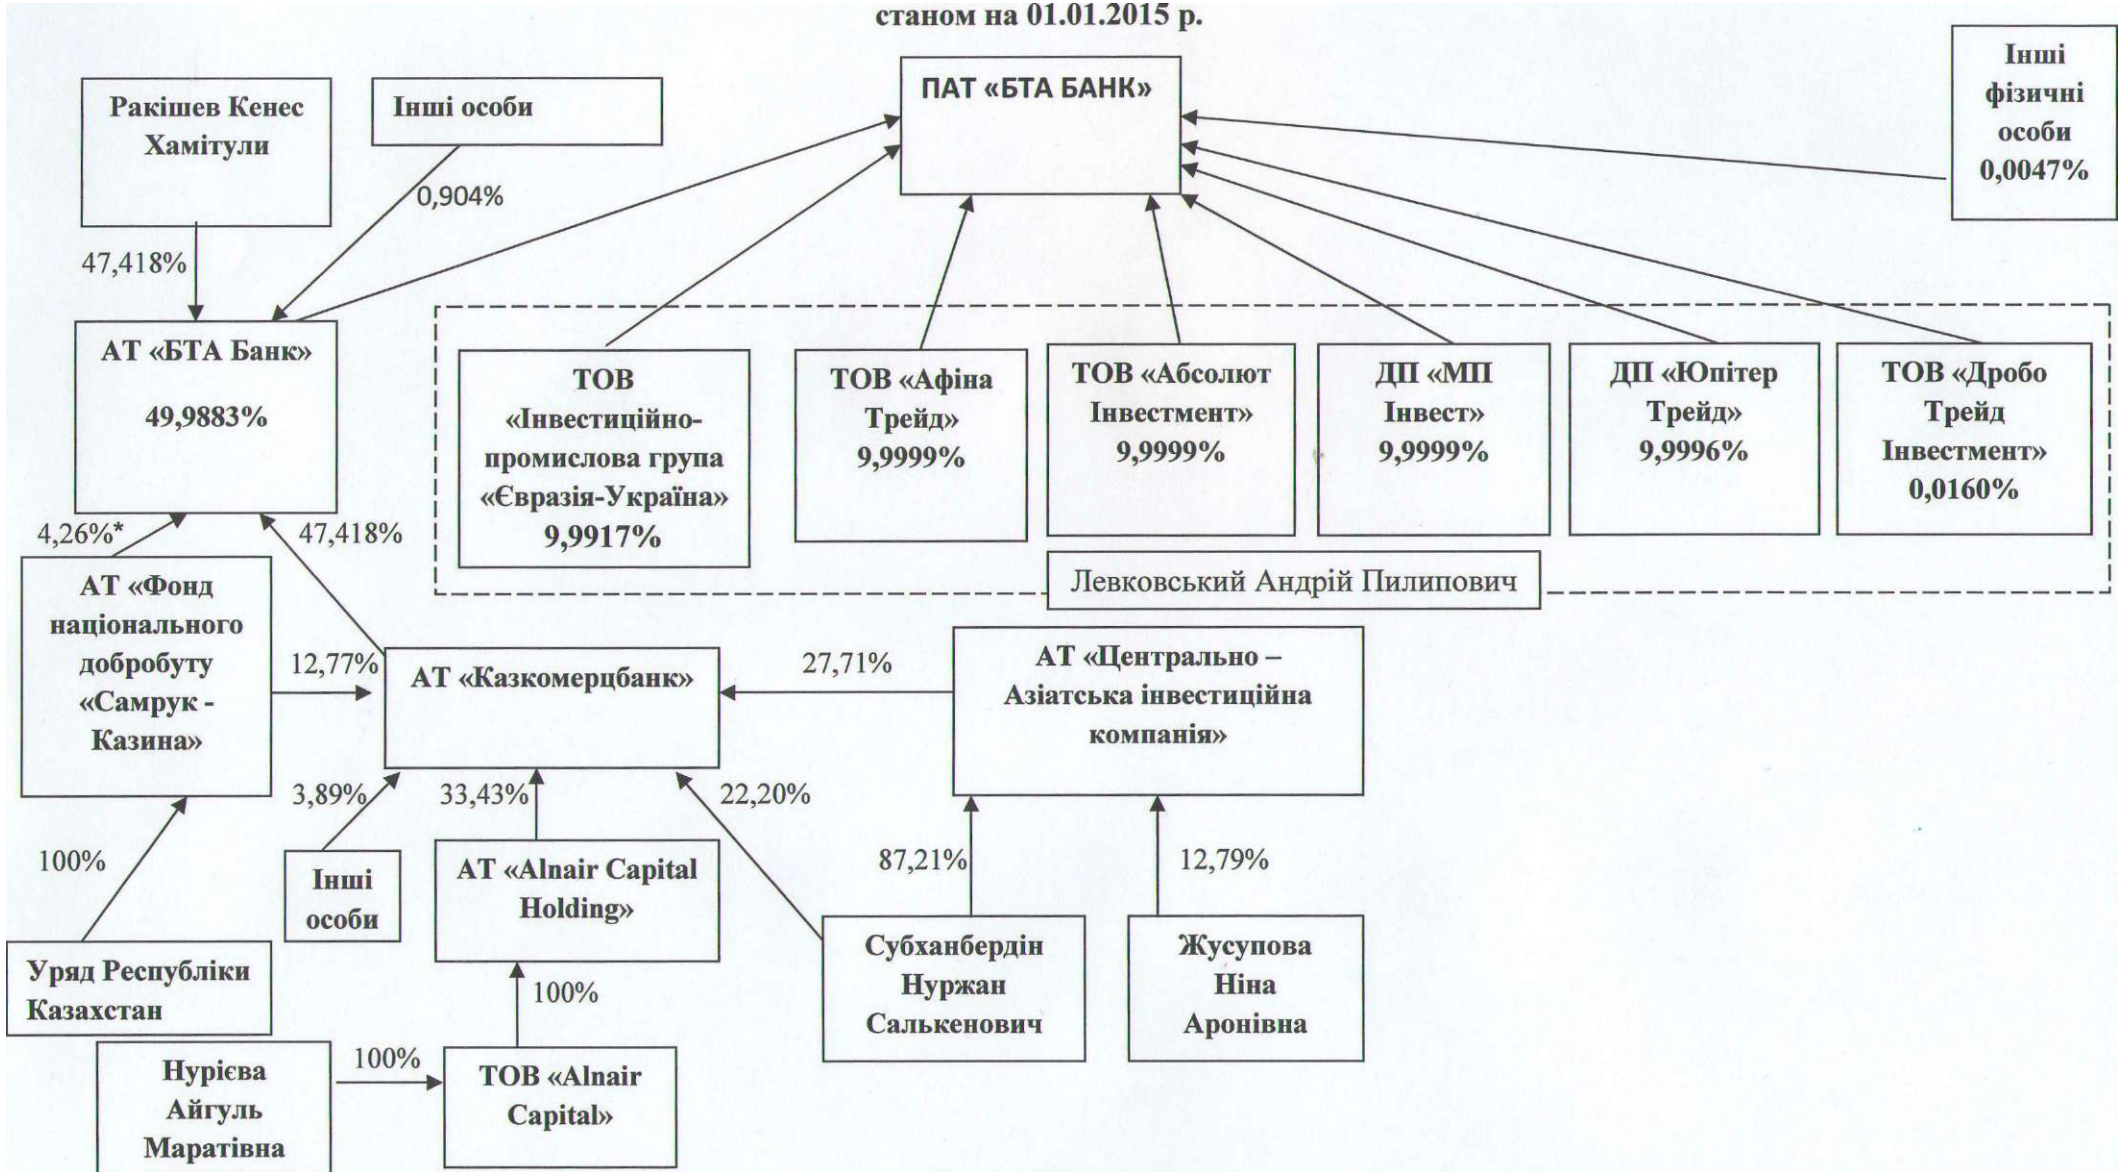 станом на 01.01.2015 р.
ПАТ «БТА БАНК»
Інші
фізичні
особи
0,0047%
Ракішев Кенес
Хамітули
Інші особи
0,904%
47,418%
АТ «БТА Банк»
49,9883%
ТОВ
«Інвестиційно-
промислова група
«Євразія-Україна»
9,9917%
ТОВ «Афіна
Трейд»
9,9999%
ТОВ «Абсолют
Інвестмент»
9,9999%
ДП «МП
Інвест»
9,9999%
ДП «Юпітер
Трейд»
9,9996%
ТОВ «Дробо
Трейд
Інвестмент»
0,0160%
Левковський Андрій Пилипович
4,26%*
47,418%
АТ «Фонд
національного
добробуту
«Самрук -
Казина»
12,77%
АТ «Казкомерцбанк»
27,71%
АТ «Центрально –
Азіатська інвестиційна
компанія»
3,89%
33,43%
22,20%
100%
Інші
особи
АТ «Alnair Capital
Holding»
87,21%
12,79%
Уряд Республіки
Казахстан
100%
Субханбердін
Нуржан
Салькенович
Жусупова
Ніна
Аронівна
Нурієва
Айгуль
Маратівна
100%
ТОВ «Alnair
Capital»